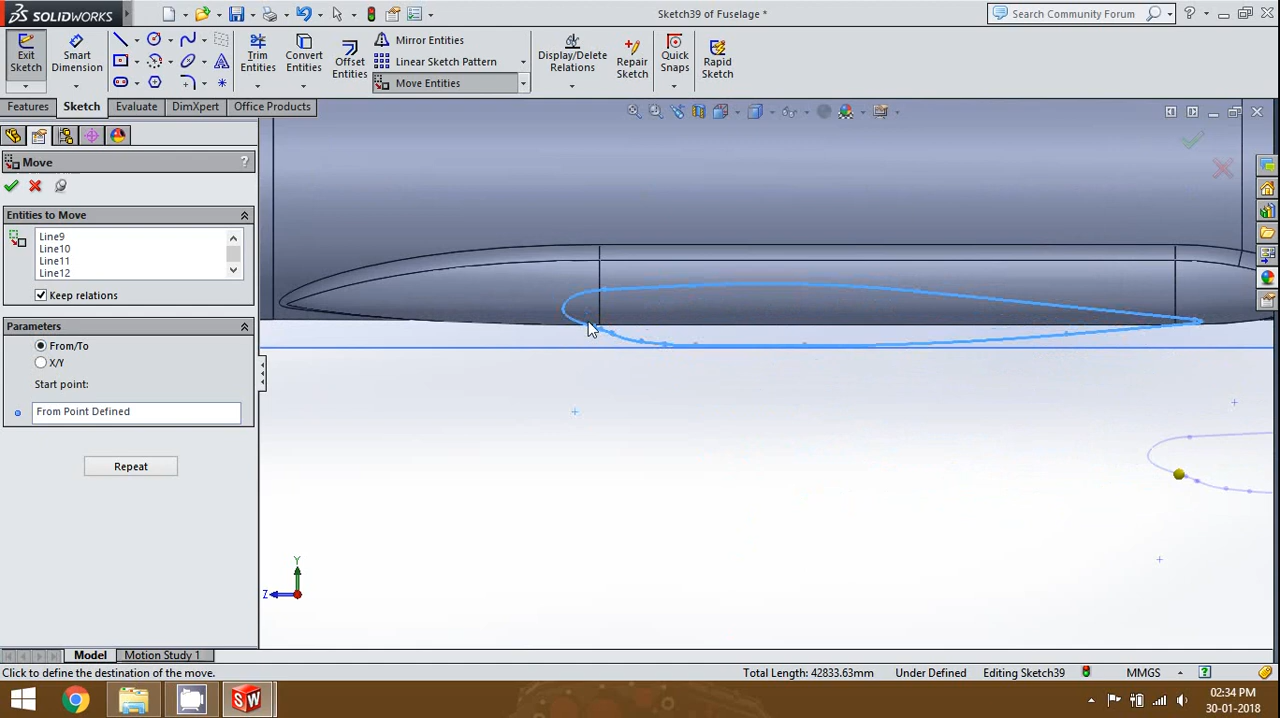 SOLIDWORKS
Sketch39 of Fuselage *
Search Community Forum
Exit Sketch
Smart Dimension
Trim Entities
Convert Entities
Offset Entities
Mirror Entities
Linear Sketch Pattern
Move Entities
Display/Delete Relations
Repair Sketch
Quick Snaps
Rapid Sketch
Features
Sketch
Evaluate
DimXpert
Office Products
Move
?
Entities to Move
Line9
Line10
Line11
Line12
Keep relations
Parameters
From/To
X/Y
Start point:
From Point Defined
Repeat
Y
Z
Model
Motion Study 1
Click to define the destination of the move.
Total Length: 42833.63mm
Under Defined
Editing Sketch39
MMGS
?
SW
02:34 PM
30-01-2018